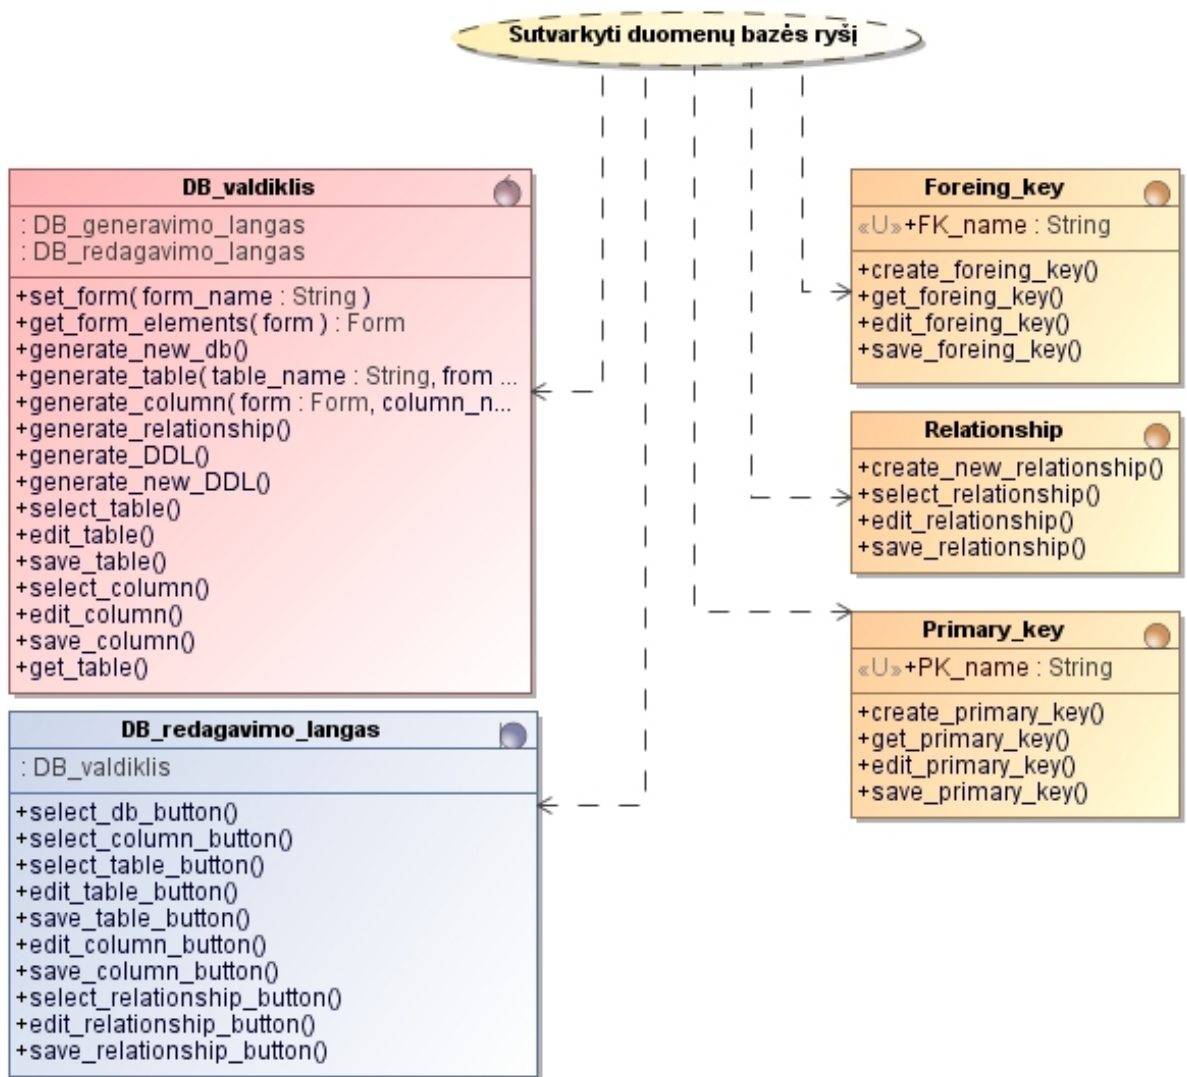 Sutvarkyti duomenų bazės ryšį
DB_valdiklis
: DB_generavimo_langas
: DB_redagavimo_langas
+set_form( form_name : String )
+get_form_elements( form ) : Form
+generate_new_db()
+generate_table( table_name : String, from ...
+generate_column( form : Form, column_n...
+generate_relationship()
+generate_DDL()
+generate_new_DDL()
+select_table()
+edit_table()
+save_table()
+select_column()
+edit_column()
+save_column()
+get_table()
DB_redagavimo_langas
: DB_valdiklis
+select_db_button()
+select_column_button()
+select_table_button()
+edit_table_button()
+save_table_button()
+edit_column_button()
+save_column_button()
+select_relationship_button()
+edit_relationship_button()
+save_relationship_button()
Foreing_key
«U»+FK_name : String
+create_foreing_key()
+get_foreing_key()
+edit_foreing_key()
+save_foreing_key()
Relationship
+create_new_relationship()
+select_relationship()
+edit_relationship()
+save_relationship()
Primary_key
«U»+PK_name : String
+create_primary_key()
+get_primary_key()
+edit_primary_key()
+save_primary_key()